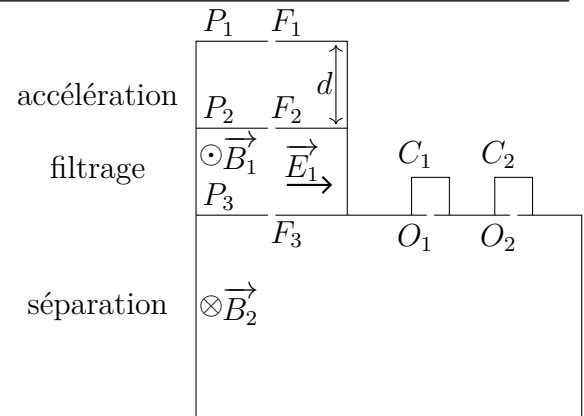 P₁ F₁
d
accélération
P₂ F₂
⊙B₁⃗ E₁⃗
filtrage
C₁ C₂
P₃
F₃
O₁ O₂
séparation
⊗B₂⃗